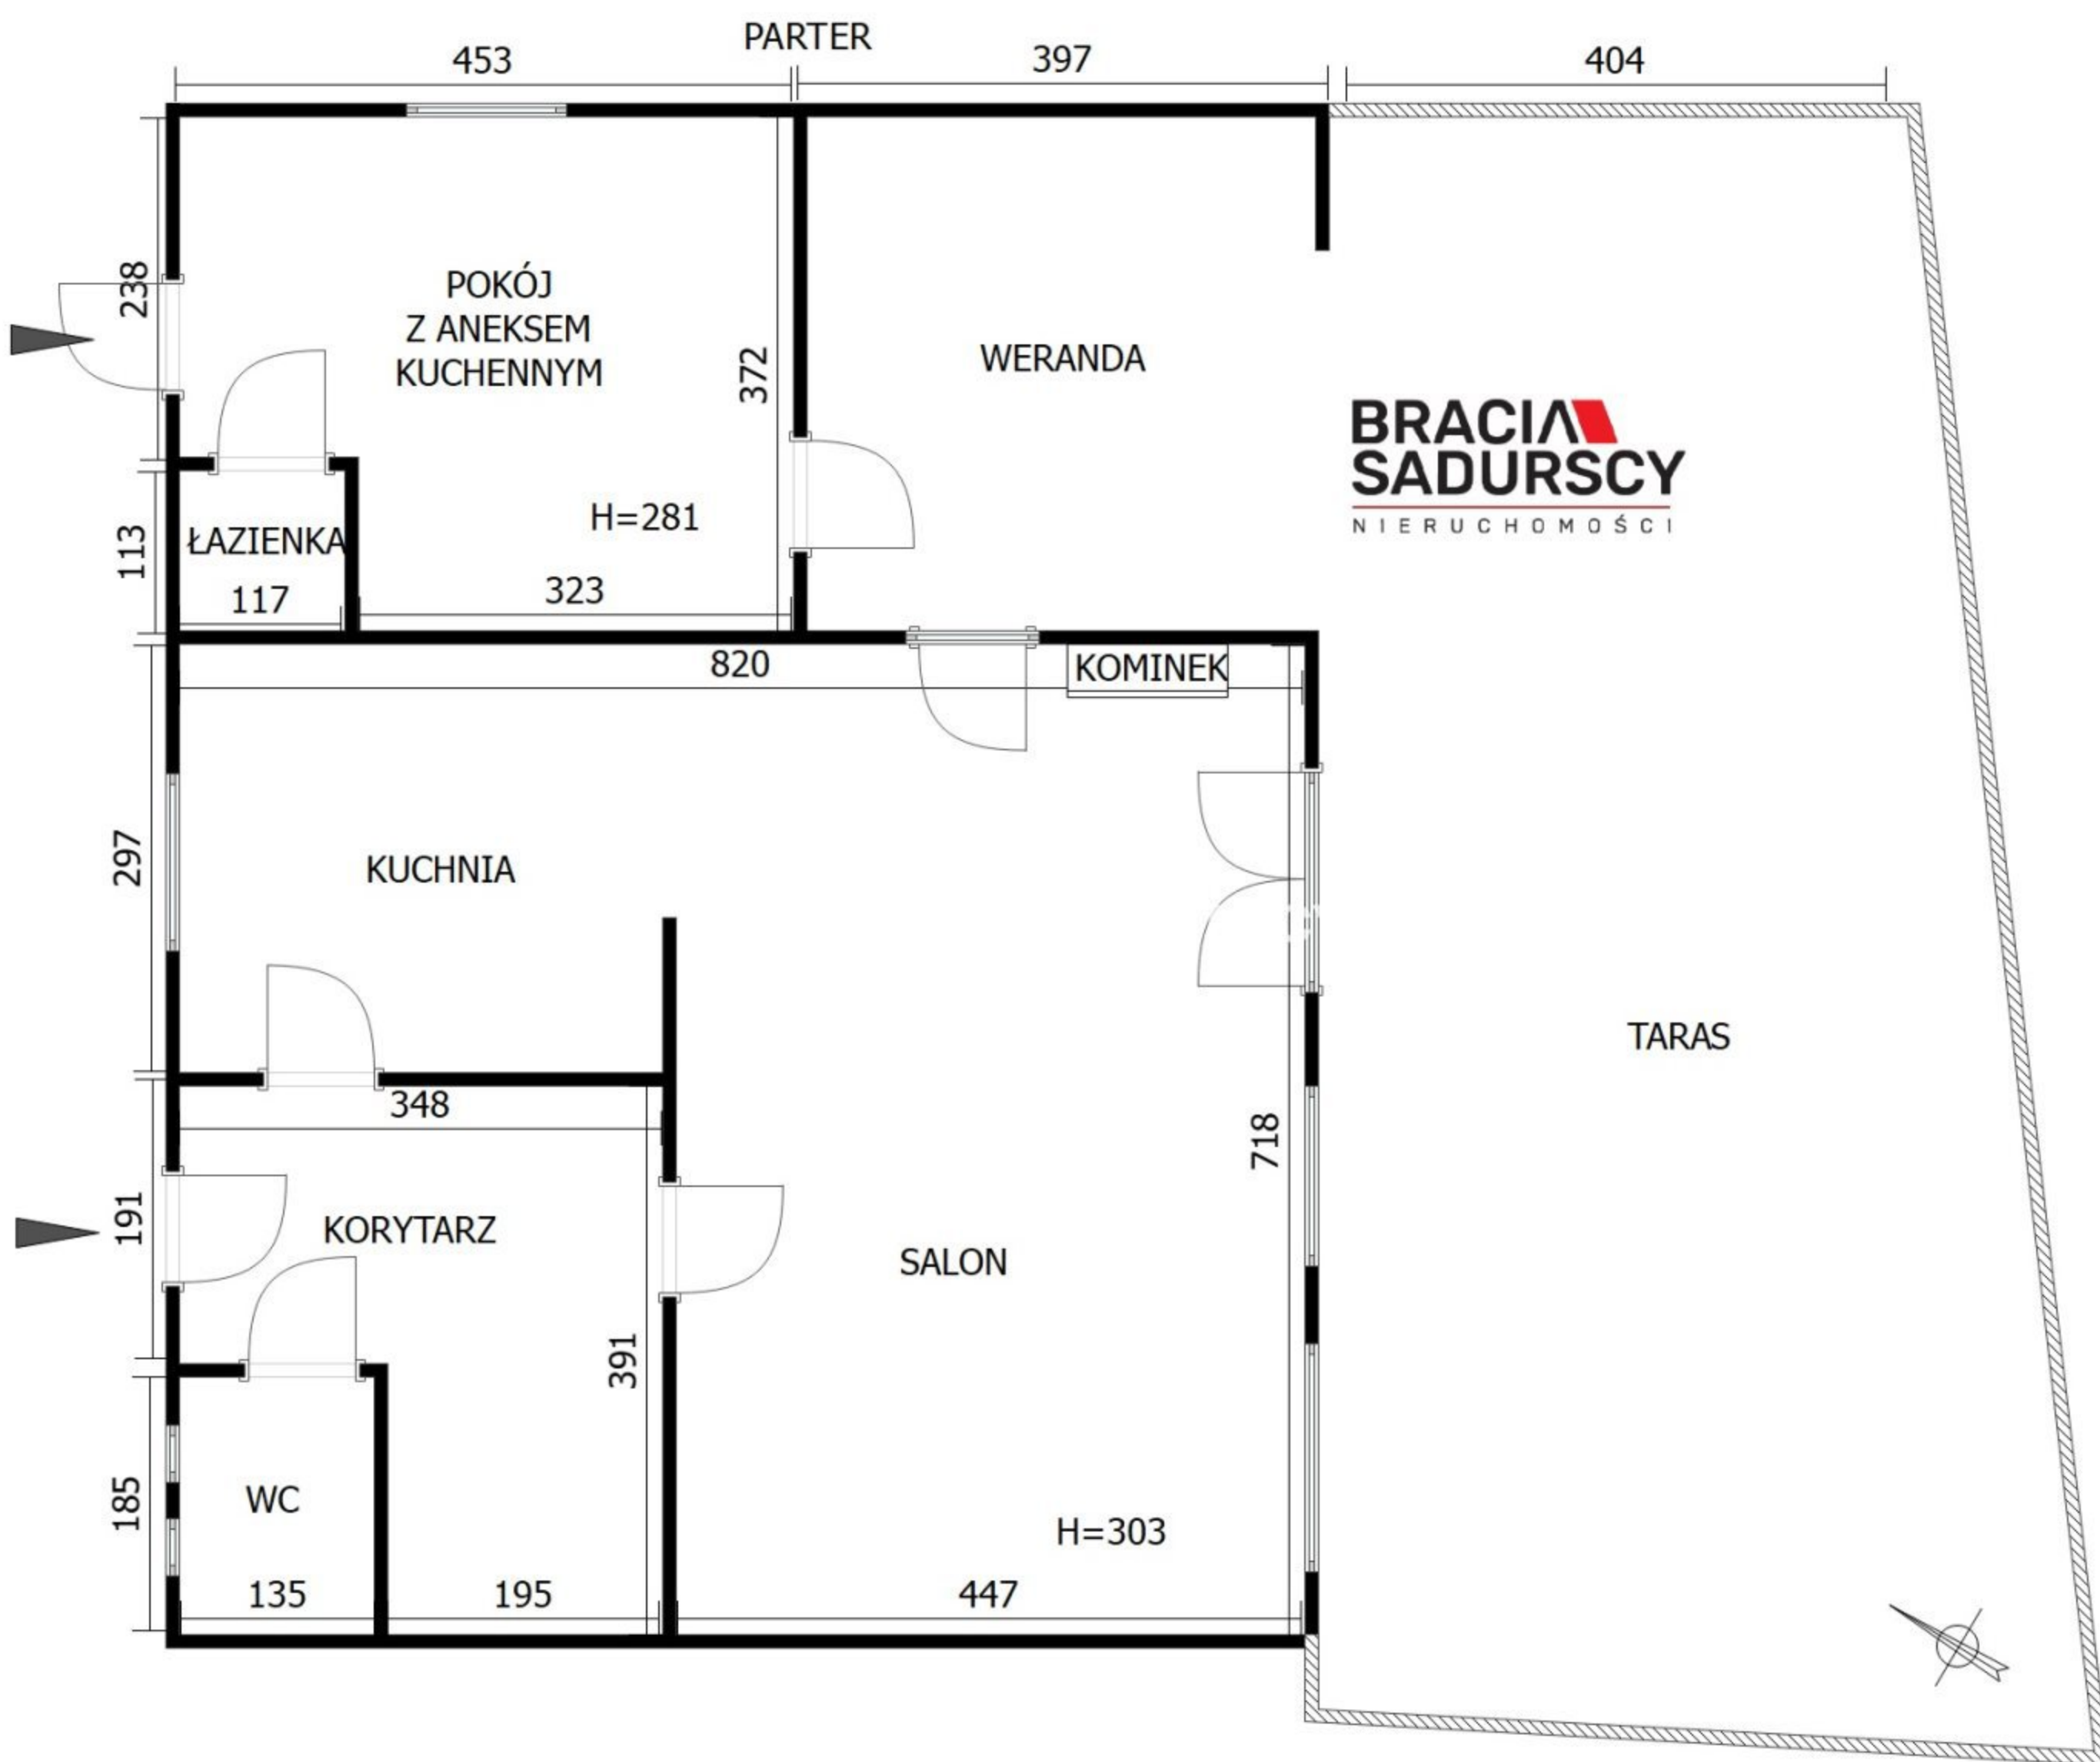 PARTER
453
397
404
238
POKÓJ
Z ANEKSEM
KUCHENNYM
372
WERANDA
BRACIA
SADURSCY
NIERUCHOMOŚCI
H=281
113
ŁAZIENKA
117
323
820
KOMINEK
297
KUCHNIA
TARAS
348
718
191
KORYTARZ
SALON
391
185
WC
H=303
135
195
447